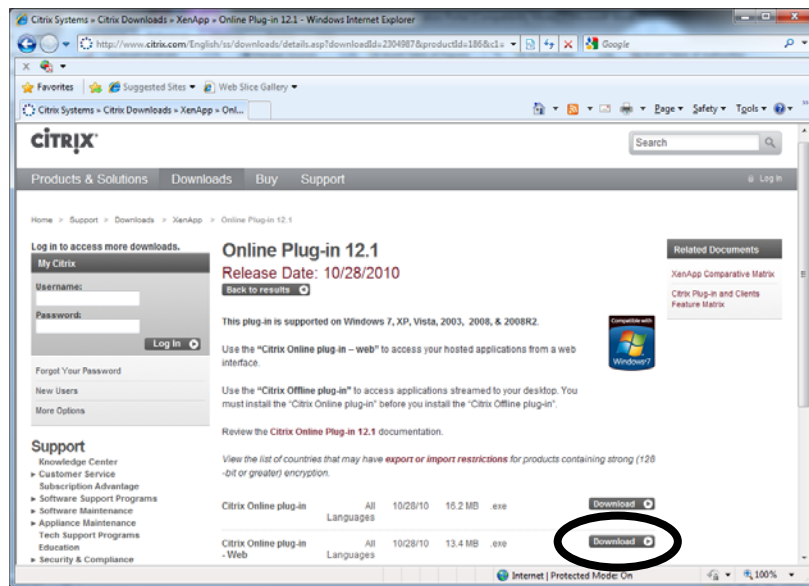 Citrix Systems » Citrix Downloads » XenApp » Online Plug-in 12.1 - Windows Internet Explorer
http://www.citrix.com/English/ss/downloads/details.asp?downloadId=2304987&productId=186&c1=
Google
X
Favorites Suggested Sites Web Slice Gallery
Citrix Systems » Citrix Downloads » XenApp » Onl...
Page Safety Tools
CİTRIX
Search
Products & Solutions Downloads Buy Support Log In
Home > Support > Downloads > XenApp > Online Plug-in 12.1
Log in to access more downloads.
My Citrix
Username:
Password:
Log In
Forgot Your Password
New Users
More Options
Support
Knowledge Center
Customer Service
Subscription Advantage
Software Support Programs
Software Maintenance
Appliance Maintenance
Tech Support Programs
Education
Security & Compliance
Online Plug-in 12.1
Release Date: 10/28/2010
Back to results
This plug-in is supported on Windows 7, XP, Vista, 2003, 2008, & 2008R2.
Use the “Citrix Online plug-in – web” to access your hosted applications from a web
interface.
Use the “Citrix Offline plug-in” to access applications streamed to your desktop. You
must install the “Citrix Online plug-in” before you install the “Citrix Offline plug-in”.
Review the Citrix Online Plug-in 12.1 documentation.
View the list of countries that may have export or import restrictions for products containing strong (128
-bit or greater) encryption.
Citrix Online plug-in All Languages 10/28/10 16.2 MB .exe Download
Citrix Online plug-in - Web All Languages 10/28/10 13.4 MB .exe Download
Compatible with
Windows 7
Related Documents
XenApp Comparative Matrix
Citrix Plug-in and Clients
Feature Matrix
Internet | Protected Mode: On
100%